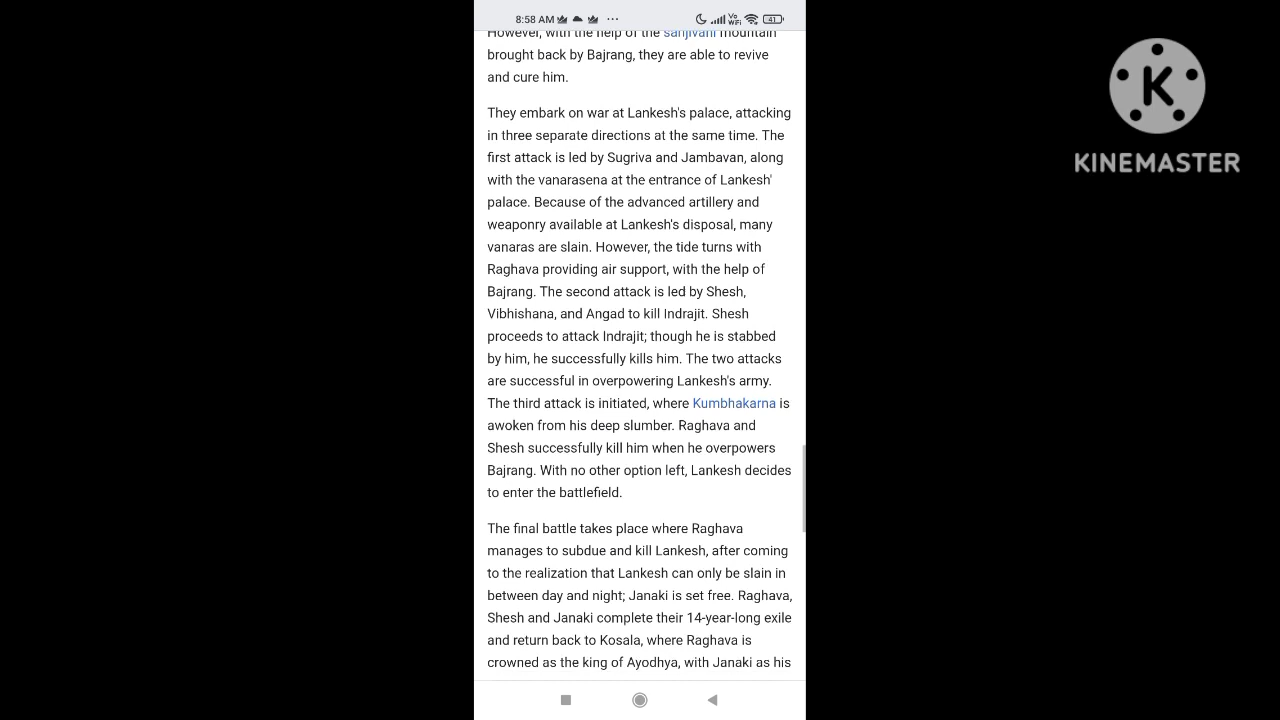 8:58 AM ... Vo WiFi 41
However, with the help of the sanjivani mountain
brought back by Bajrang, they are able to revive
and cure him.
They embark on war at Lankesh's palace, attacking
in three separate directions at the same time. The
first attack is led by Sugriva and Jambavan, along
with the vanarasena at the entrance of Lankesh'
palace. Because of the advanced artillery and
weaponry available at Lankesh's disposal, many
vanaras are slain. However, the tide turns with
Raghava providing air support, with the help of
Bajrang. The second attack is led by Shesh,
Vibhishana, and Angad to kill Indrajit. Shesh
proceeds to attack Indrajit; though he is stabbed
by him, he successfully kills him. The two attacks
are successful in overpowering Lankesh's army.
The third attack is initiated, where Kumbhakarna is
awoken from his deep slumber. Raghava and
Shesh successfully kill him when he overpowers
Bajrang. With no other option left, Lankesh decides
to enter the battlefield.
The final battle takes place where Raghava
manages to subdue and kill Lankesh, after coming
to the realization that Lankesh can only be slain in
between day and night; Janaki is set free. Raghava,
Shesh and Janaki complete their 14-year-long exile
and return back to Kosala, where Raghava is
crowned as the king of Ayodhya, with Janaki as his
K
KINEMASTER